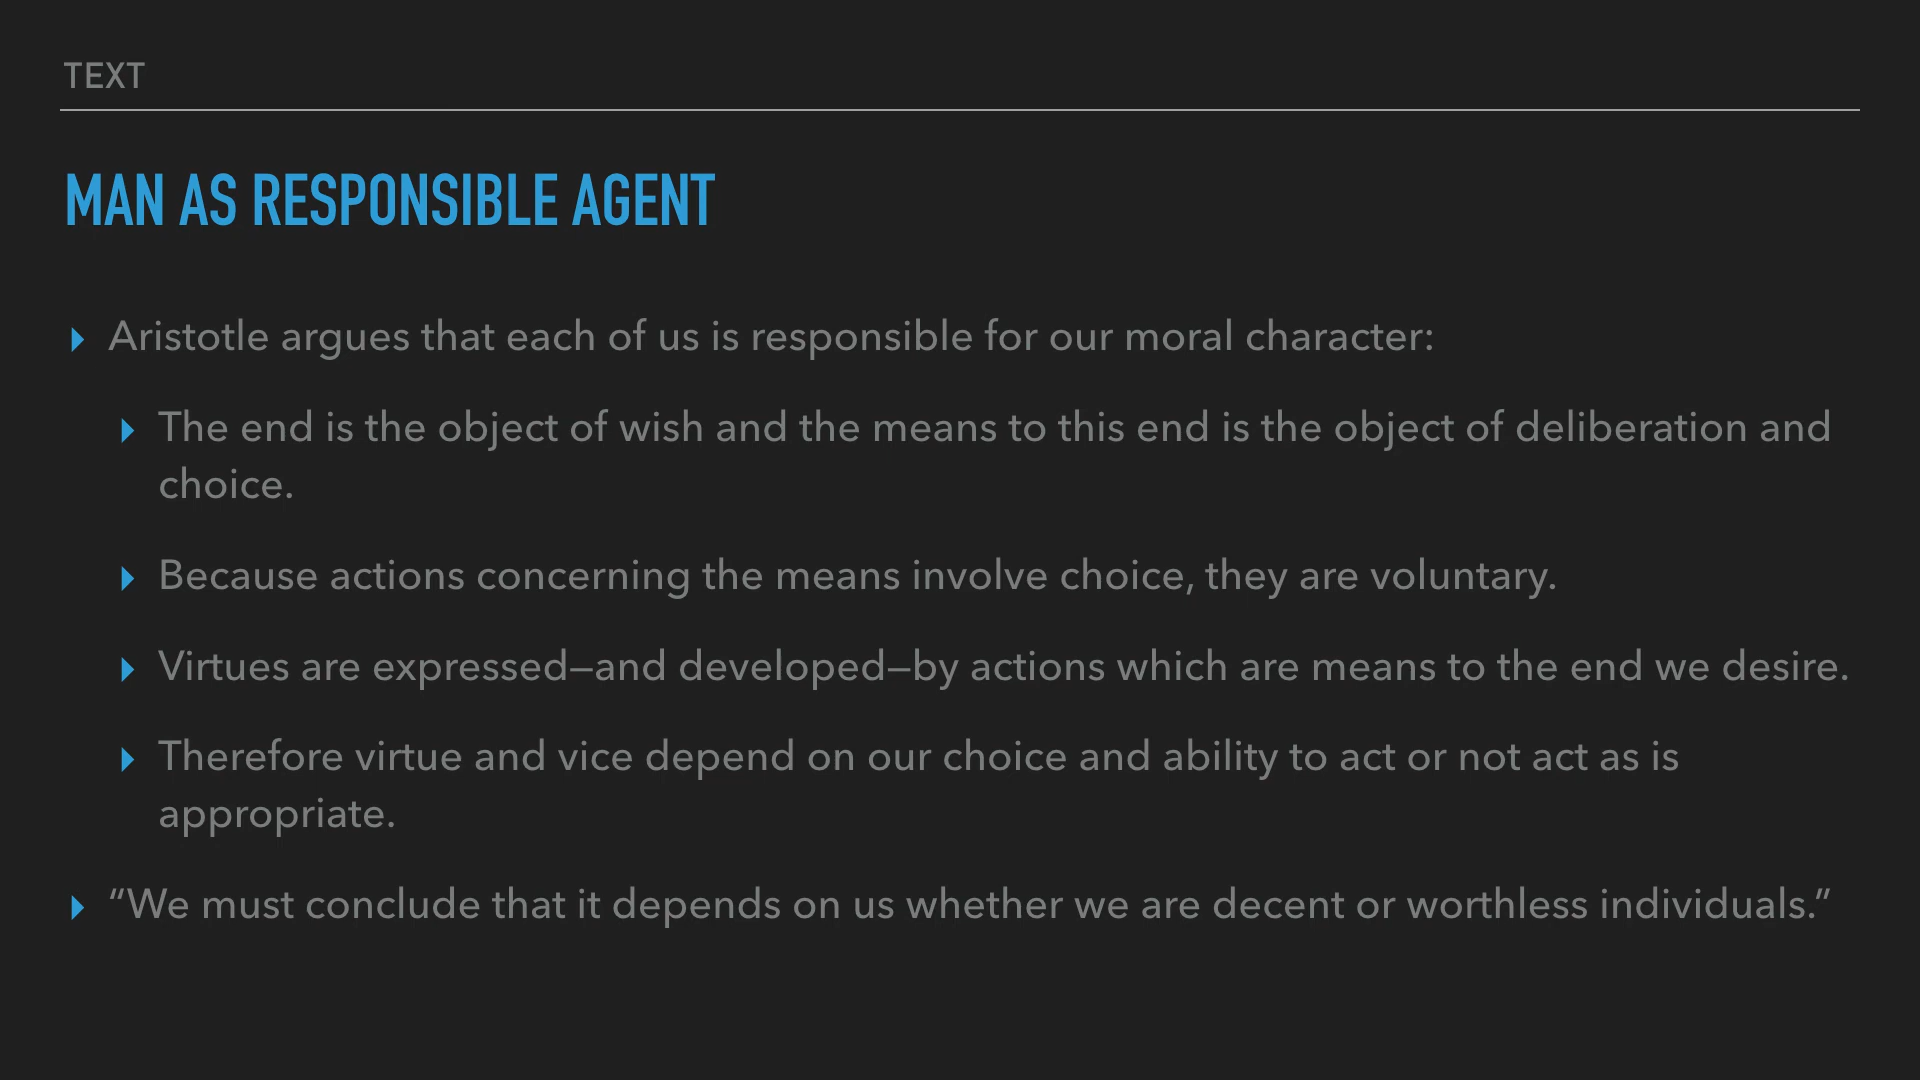 TEXT
MAN AS RESPONSIBLE AGENT
Aristotle argues that each of us is responsible for our moral character:
The end is the object of wish and the means to this end is the object of deliberation and
choice.
Because actions concerning the means involve choice, they are voluntary.
Virtues are expressed—and developed—by actions which are means to the end we desire.
Therefore virtue and vice depend on our choice and ability to act or not act as is
appropriate.
“We must conclude that it depends on us whether we are decent or worthless individuals.”